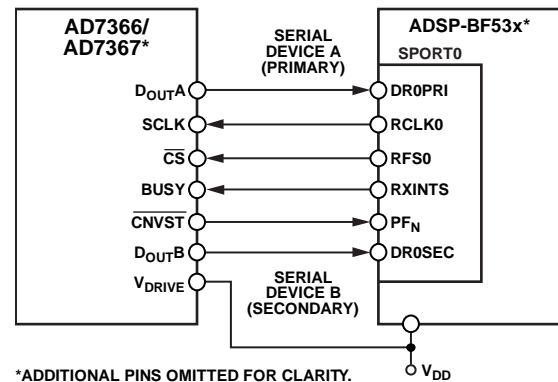 AD7366/
AD7367*
ADSP-BF53x*
SERIAL
DEVICE A
(PRIMARY)
SPORT0
DOUTA
DR0PRI
SCLK
RCLK0
CS
RFS0
BUSY
RXINTS
CNVST
PFN
DOUTB
DR0SEC
VDRIVE
SERIAL
DEVICE B
(SECONDARY)
VDD
*ADDITIONAL PINS OMITTED FOR CLARITY.